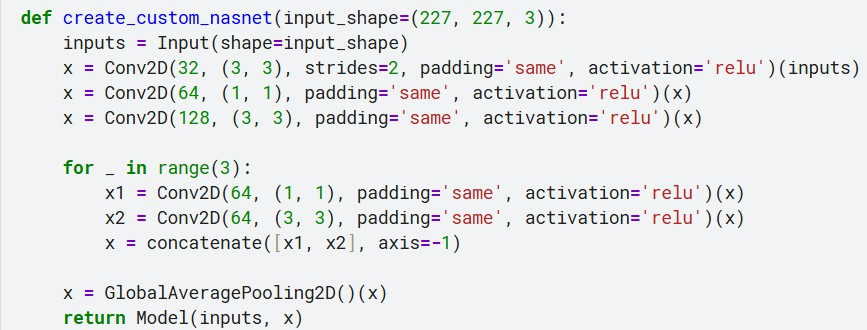 def create_custom_nasnet(input_shape=(227, 227, 3)):
    inputs = Input(shape=input_shape)
    x = Conv2D(32, (3, 3), strides=2, padding='same', activation='relu')(inputs)
    x = Conv2D(64, (1, 1), padding='same', activation='relu')(x)
    x = Conv2D(128, (3, 3), padding='same', activation='relu')(x)

    for _ in range(3):
        x1 = Conv2D(64, (1, 1), padding='same', activation='relu')(x)
        x2 = Conv2D(64, (3, 3), padding='same', activation='relu')(x)
        x = concatenate([x1, x2], axis=-1)

    x = GlobalAveragePooling2D()(x)
    return Model(inputs, x)